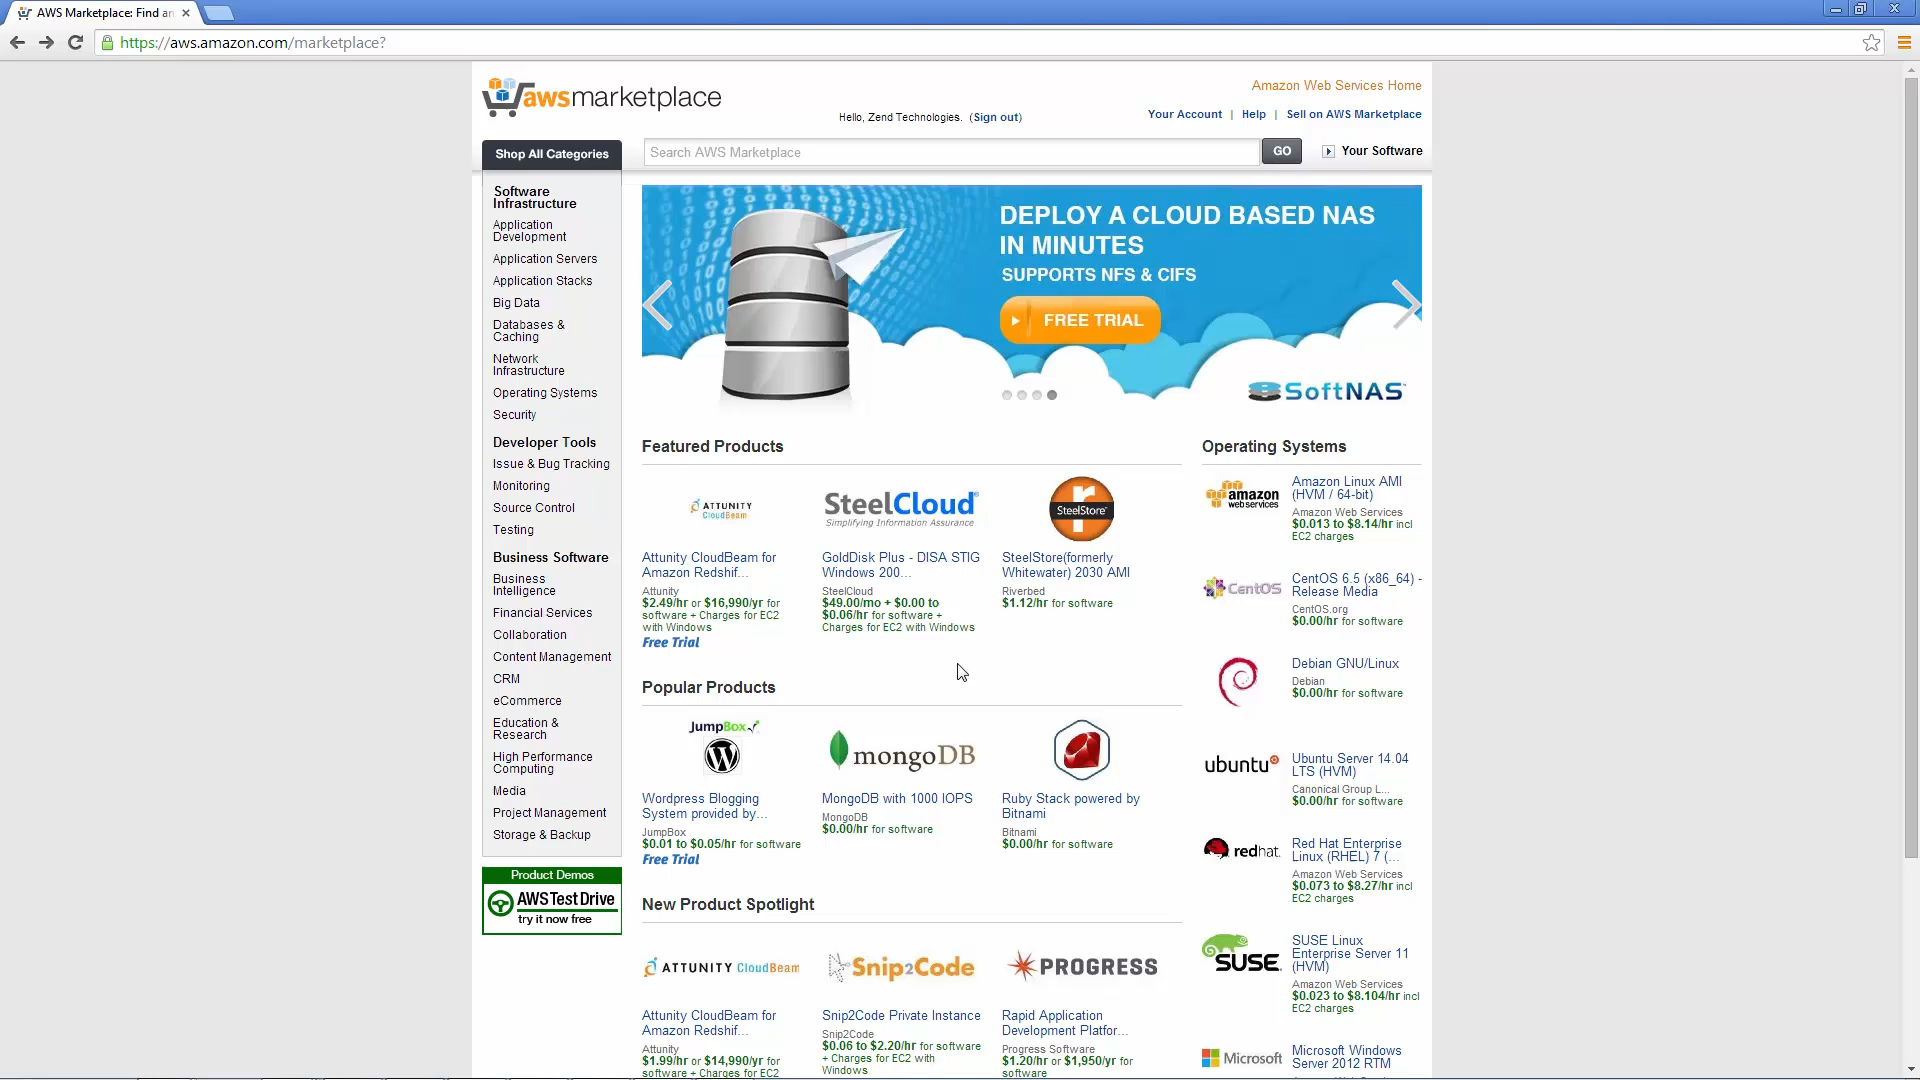 AWS Marketplace: Find an
https://aws.amazon.com/marketplace?
awsmarketplace
Amazon Web Services Home
Hello, Zend Technologies. (Sign out)
Your Account | Help | Sell on AWS Marketplace
Shop All Categories
Search AWS Marketplace
GO
Your Software
Software
Infrastructure
Application
Development
Application Servers
Application Stacks
Big Data
Databases &
Caching
Network
Infrastructure
Operating Systems
Security
Developer Tools
Issue & Bug Tracking
Monitoring
Source Control
Testing
Business Software
Business
Intelligence
Financial Services
Collaboration
Content Management
CRM
eCommerce
Education &
Research
High Performance
Computing
Media
Project Management
Storage & Backup
Product Demos
AWS Test Drive
try it now free
DEPLOY A CLOUD BASED NAS
IN MINUTES
SUPPORTS NFS & CIFS
FREE TRIAL
SoftNAS
Featured Products
ATTUNITY
CloudBeam
Attunity CloudBeam for
Amazon Redshif...
Attunity
$2.49/hr or $16,990/yr for
software + Charges for EC2
with Windows
Free Trial
SteelCloud
Simplifying Information Assurance
GoldDisk Plus - DISA STIG
Windows 200...
SteelCloud
$49.00/mo + $0.00 to
$0.06/hr for software +
Charges for EC2 with Windows
SteelStore
SteelStore(formerly
Whitewater) 2030 AMI
Riverbed
$1.12/hr for software
Popular Products
JumpBox
Wordpress Blogging
System provided by...
JumpBox
$0.01 to $0.05/hr for software
Free Trial
mongoDB
MongoDB with 1000 IOPS
MongoDB
$0.00/hr for software
Ruby Stack powered by
Bitnami
Bitnami
$0.00/hr for software
New Product Spotlight
ATTUNITY CloudBeam
Attunity CloudBeam for
Amazon Redshif...
Attunity
$1.99/hr or $14,990/yr for
software + Charges for EC2
Snip2Code
Snip2Code Private Instance
Snip2Code
$0.06 to $2.20/hr for software
+ Charges for EC2 with
Windows
PROGRESS
Rapid Application
Development Platfor...
Progress Software
$1.20/hr or $1,950/yr for
software
Operating Systems
amazon
web services
Amazon Linux AMI
(HVM / 64-bit)
Amazon Web Services
$0.013 to $8.14/hr incl
EC2 charges
CentOS
CentOS 6.5 (x86_64) -
Release Media
CentOS.org
$0.00/hr for software
Debian GNU/Linux
Debian
$0.00/hr for software
ubuntu
Ubuntu Server 14.04
LTS (HVM)
Canonical Group L...
$0.00/hr for software
redhat.
Red Hat Enterprise
Linux (RHEL) 7 (...
Amazon Web Services
$0.073 to $8.27/hr incl
EC2 charges
SUSE
SUSE Linux
Enterprise Server 11
(HVM)
Amazon Web Services
$0.023 to $8.104/hr incl
EC2 charges
Microsoft
Microsoft Windows
Server 2012 RTM